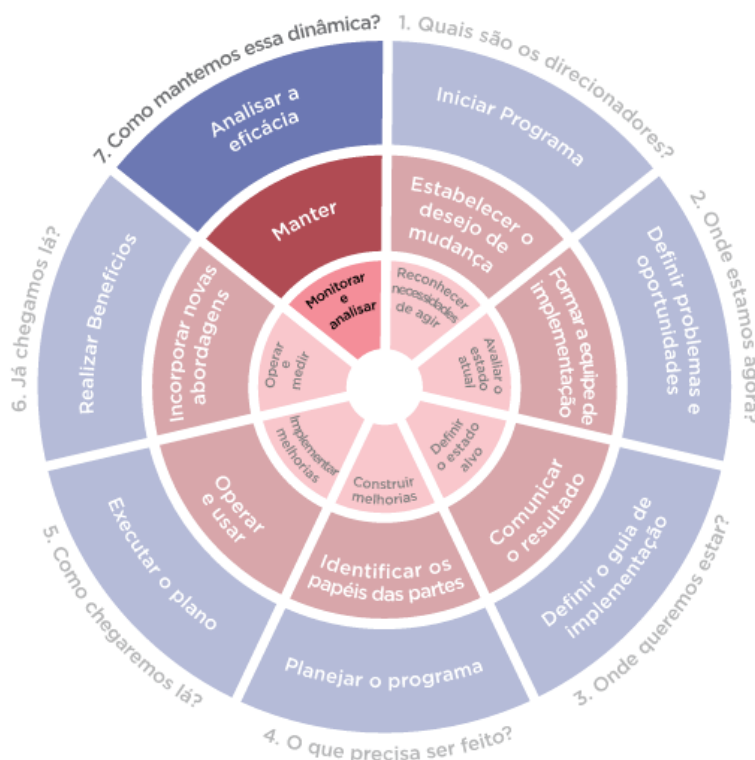 7. Como mantemos essa dinâmica?
1. Quais são os direcionadores?
2. Onde estamos agora?
3. Onde queremos estar?
4. O que precisa ser feito?
5. Como chegaremos lá?
6. Já chegamos lá?
Analisar a
eficácia
Iniciar Programa
Definir problemas e
oportunidades
Definir o guia de
implementação
Planejar o programa
Executar o plano
Realizar Benefícios
Manter
Estabelecer o
desejo de
mudança
Formar a equipe de
implementação
Comunicar
o resultado
Identificar os
papéis das partes
Operar
e usar
Incorporar novas
abordagens
Monitorar e
analisar
Reconhecer
necessidades
de agir
Avaliar o
estado
atual
Definir
o estado
alvo
Construir
melhorias
Implementar
melhorias
Operar
e
medir